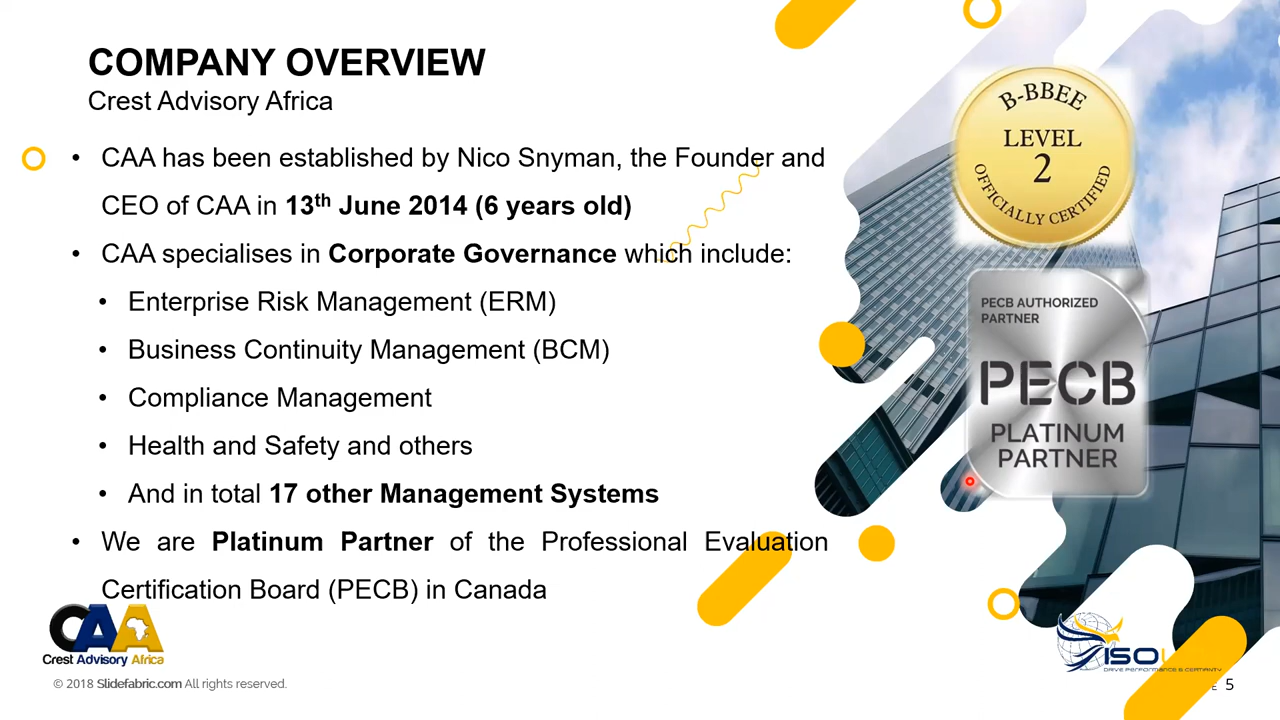 COMPANY OVERVIEW
Crest Advisory Africa
• CAA has been established by Nico Snyman, the Founder and
CEO of CAA in 13th June 2014 (6 years old)
• CAA specialises in Corporate Governance which include:
• Enterprise Risk Management (ERM)
• Business Continuity Management (BCM)
• Compliance Management
• Health and Safety and others
• And in total 17 other Management Systems
• We are Platinum Partner of the Professional Evaluation
Certification Board (PECB) in Canada
B-BBEE
LEVEL
2
OFFICIALLY CERTIFIED
PECB AUTHORIZED
PARTNER
PECB
PLATINUM
PARTNER
CAA
Crest Advisory Africa
© 2018 Slidefabric.com All rights reserved.
ISO
DRIVE PERFORMANCE & CERTAINTY
5